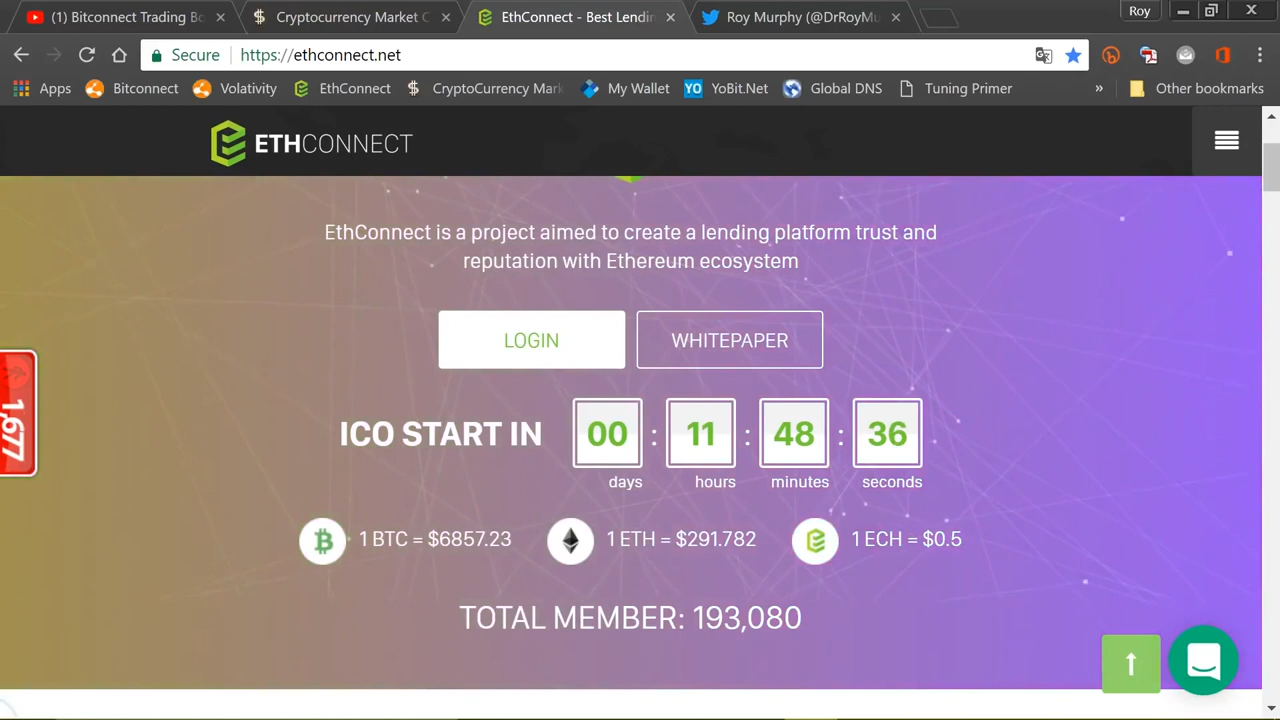 (1) Bitconnect Trading Bo
Cryptocurrency Market C
EthConnect - Best Lendin
Roy Murphy (@DrRoyMu
Roy
Secure
https://ethconnect.net
Apps
Bitconnect
Volativity
EthConnect
CryptoCurrency Mark
My Wallet
YO YoBit.Net
Global DNS
Tuning Primer
»
Other bookmarks
ETHCONNECT
EthConnect is a project aimed to create a lending platform trust and
reputation with Ethereum ecosystem
LOGIN
WHITEPAPER
ICO START IN 00 : 11 : 48 : 36
days hours minutes seconds
1 BTC = $6857.23
1 ETH = $291.782
1 ECH = $0.5
1,677
TOTAL MEMBER: 193,080